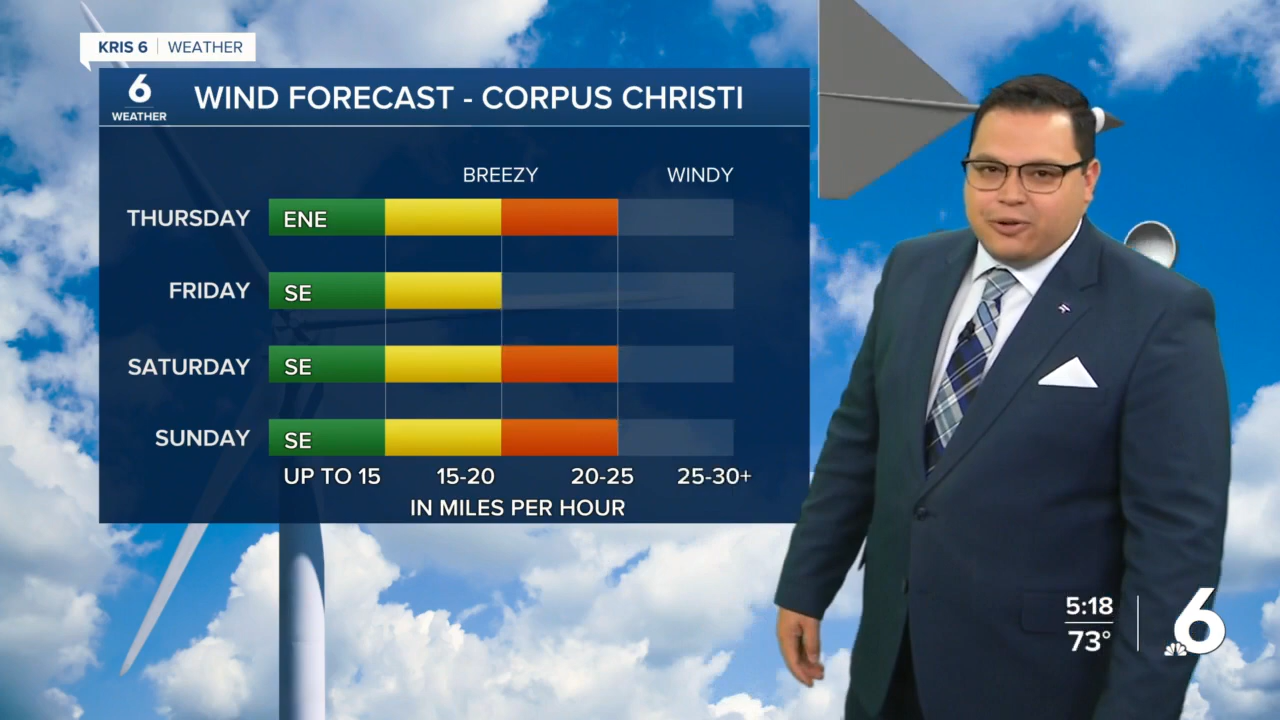 KRIS 6 | WEATHER
6
WEATHER
WIND FORECAST - CORPUS CHRISTI
BREEZY WINDY
THURSDAY ENE
FRIDAY SE
SATURDAY SE
SUNDAY SE
UP TO 15 15-20 20-25 25-30+
IN MILES PER HOUR
5:18
73°
6